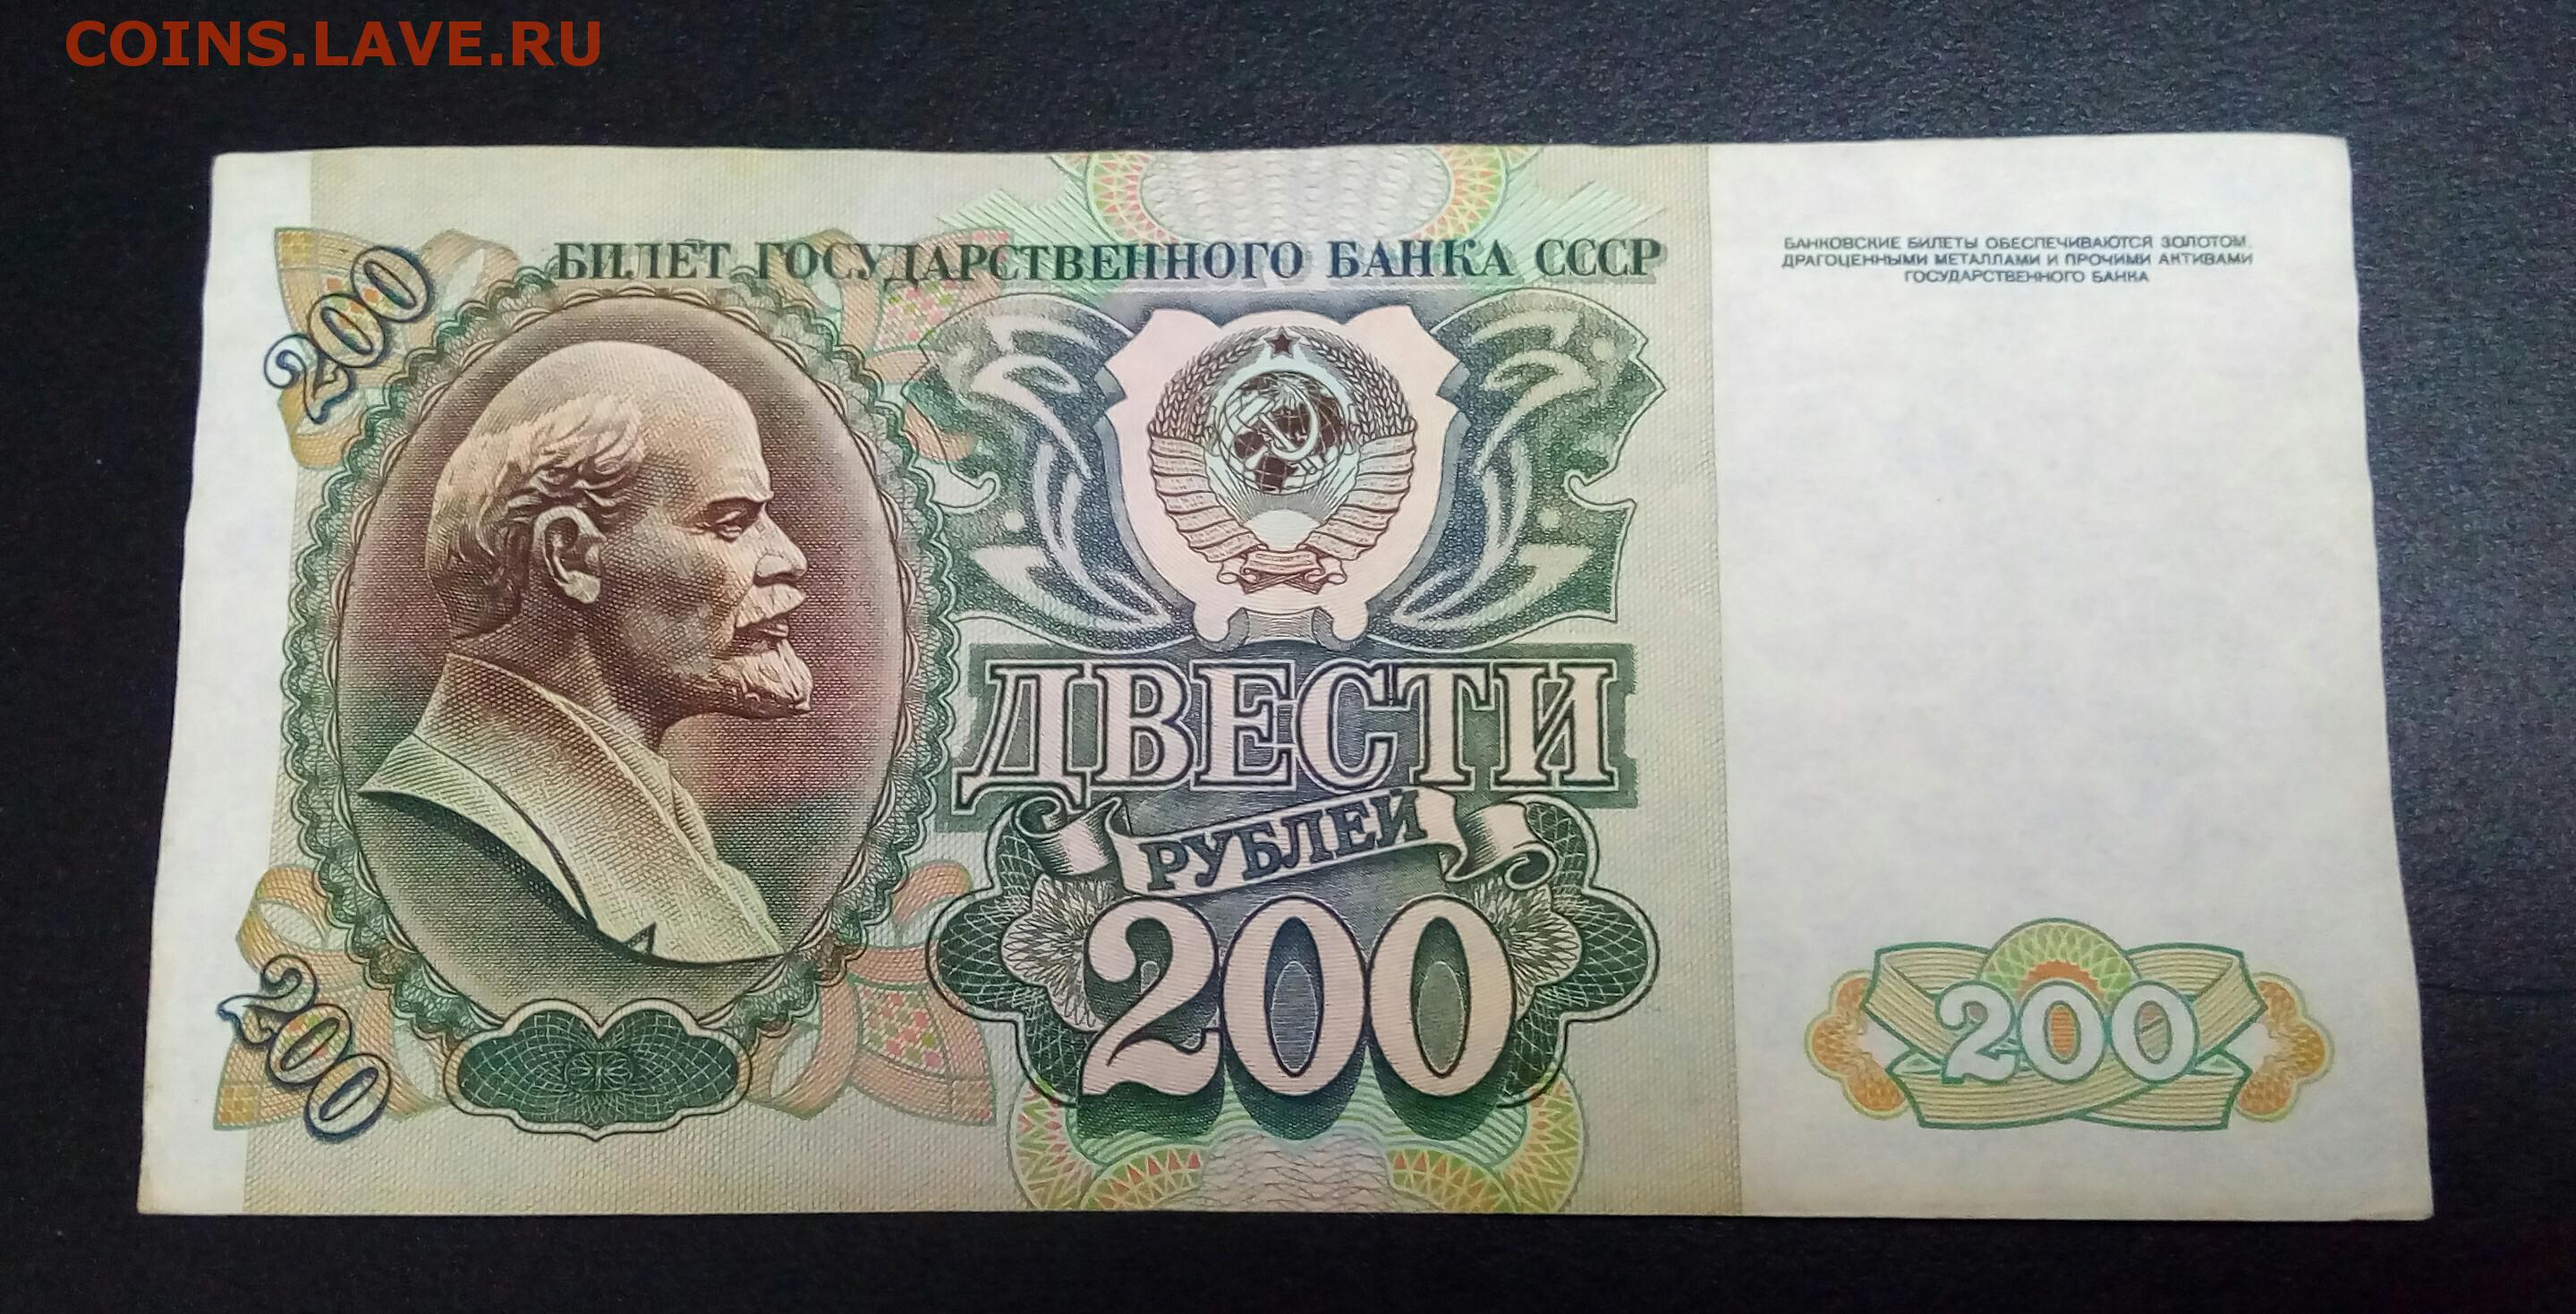 COINS.LAVE.RU
БИЛЕТ ГОСУДАРСТВЕННОГО БАНКА СССР
БАНКОВСКИЕ БИЛЕТЫ ОБЕСПЕЧИВАЮТСЯ ЗОЛОТОМ,
ДРАГОЦЕННЫМИ МЕТАЛЛАМИ И ПРОЧИМИ АКТИВАМИ
ГОСУДАРСТВЕННОГО БАНКА
200
ДВЕСТИ
РУБЛЕЙ
200
200
200